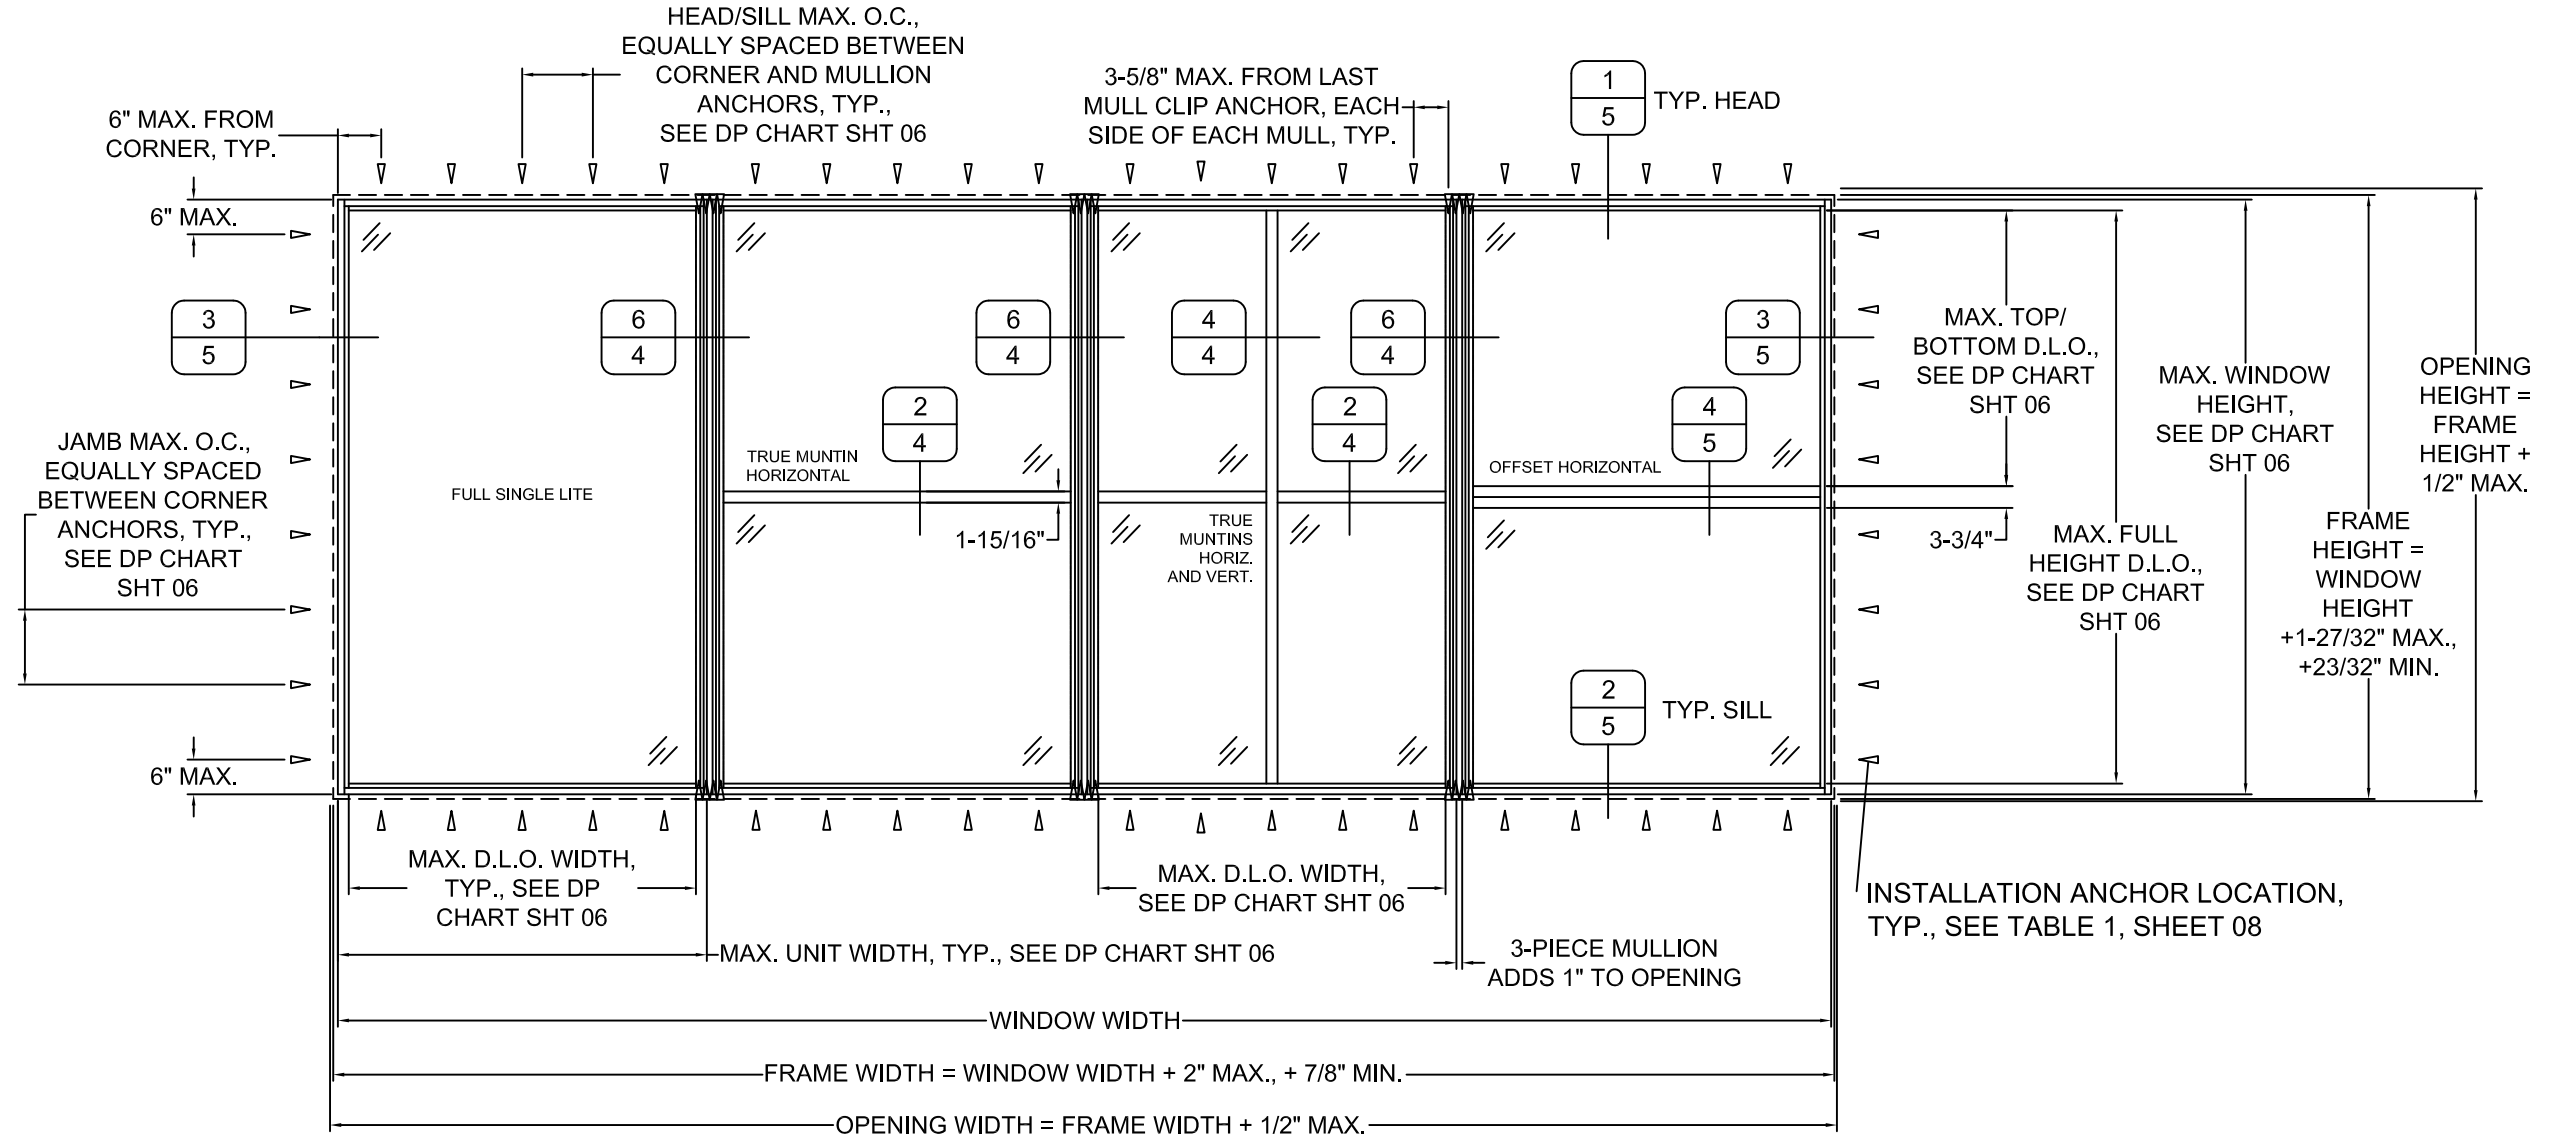 HEAD/SILL MAX. O.C.,
EQUALLY SPACED BETWEEN
CORNER AND MULLION
ANCHORS, TYP.,
SEE DP CHART SHT 06
6" MAX. FROM
CORNER, TYP.
3-5/8" MAX. FROM LAST
MULL CLIP ANCHOR, EACH
SIDE OF EACH MULL, TYP.
1
5
TYP. HEAD
6" MAX.
3
5
6
4
6
4
4
4
6
4
3
5
2
4
2
4
4
5
JAMB MAX. O.C.,
EQUALLY SPACED
BETWEEN CORNER
ANCHORS, TYP.,
SEE DP CHART
SHT 06
FULL SINGLE LITE
TRUE MUNTIN
HORIZONTAL
1-15/16"
TRUE
MUNTINS
HORIZ.
AND VERT.
OFFSET HORIZONTAL
MAX. TOP/
BOTTOM D.L.O.,
SEE DP CHART
SHT 06
3-3/4"
MAX. FULL
HEIGHT D.L.O.,
SEE DP CHART
SHT 06
MAX. WINDOW
HEIGHT,
SEE DP CHART
SHT 06
FRAME
HEIGHT =
WINDOW
HEIGHT
+1-27/32" MAX.,
+23/32" MIN.
OPENING
HEIGHT =
FRAME
HEIGHT +
1/2" MAX.
2
5
TYP. SILL
6" MAX.
MAX. D.L.O. WIDTH,
TYP., SEE DP
CHART SHT 06
MAX. D.L.O. WIDTH,
SEE DP CHART SHT 06
INSTALLATION ANCHOR LOCATION,
TYP., SEE TABLE 1, SHEET 08
MAX. UNIT WIDTH, TYP., SEE DP CHART SHT 06
3-PIECE MULLION
ADDS 1" TO OPENING
WINDOW WIDTH
FRAME WIDTH = WINDOW WIDTH + 2" MAX., + 7/8" MIN.
OPENING WIDTH = FRAME WIDTH + 1/2" MAX.